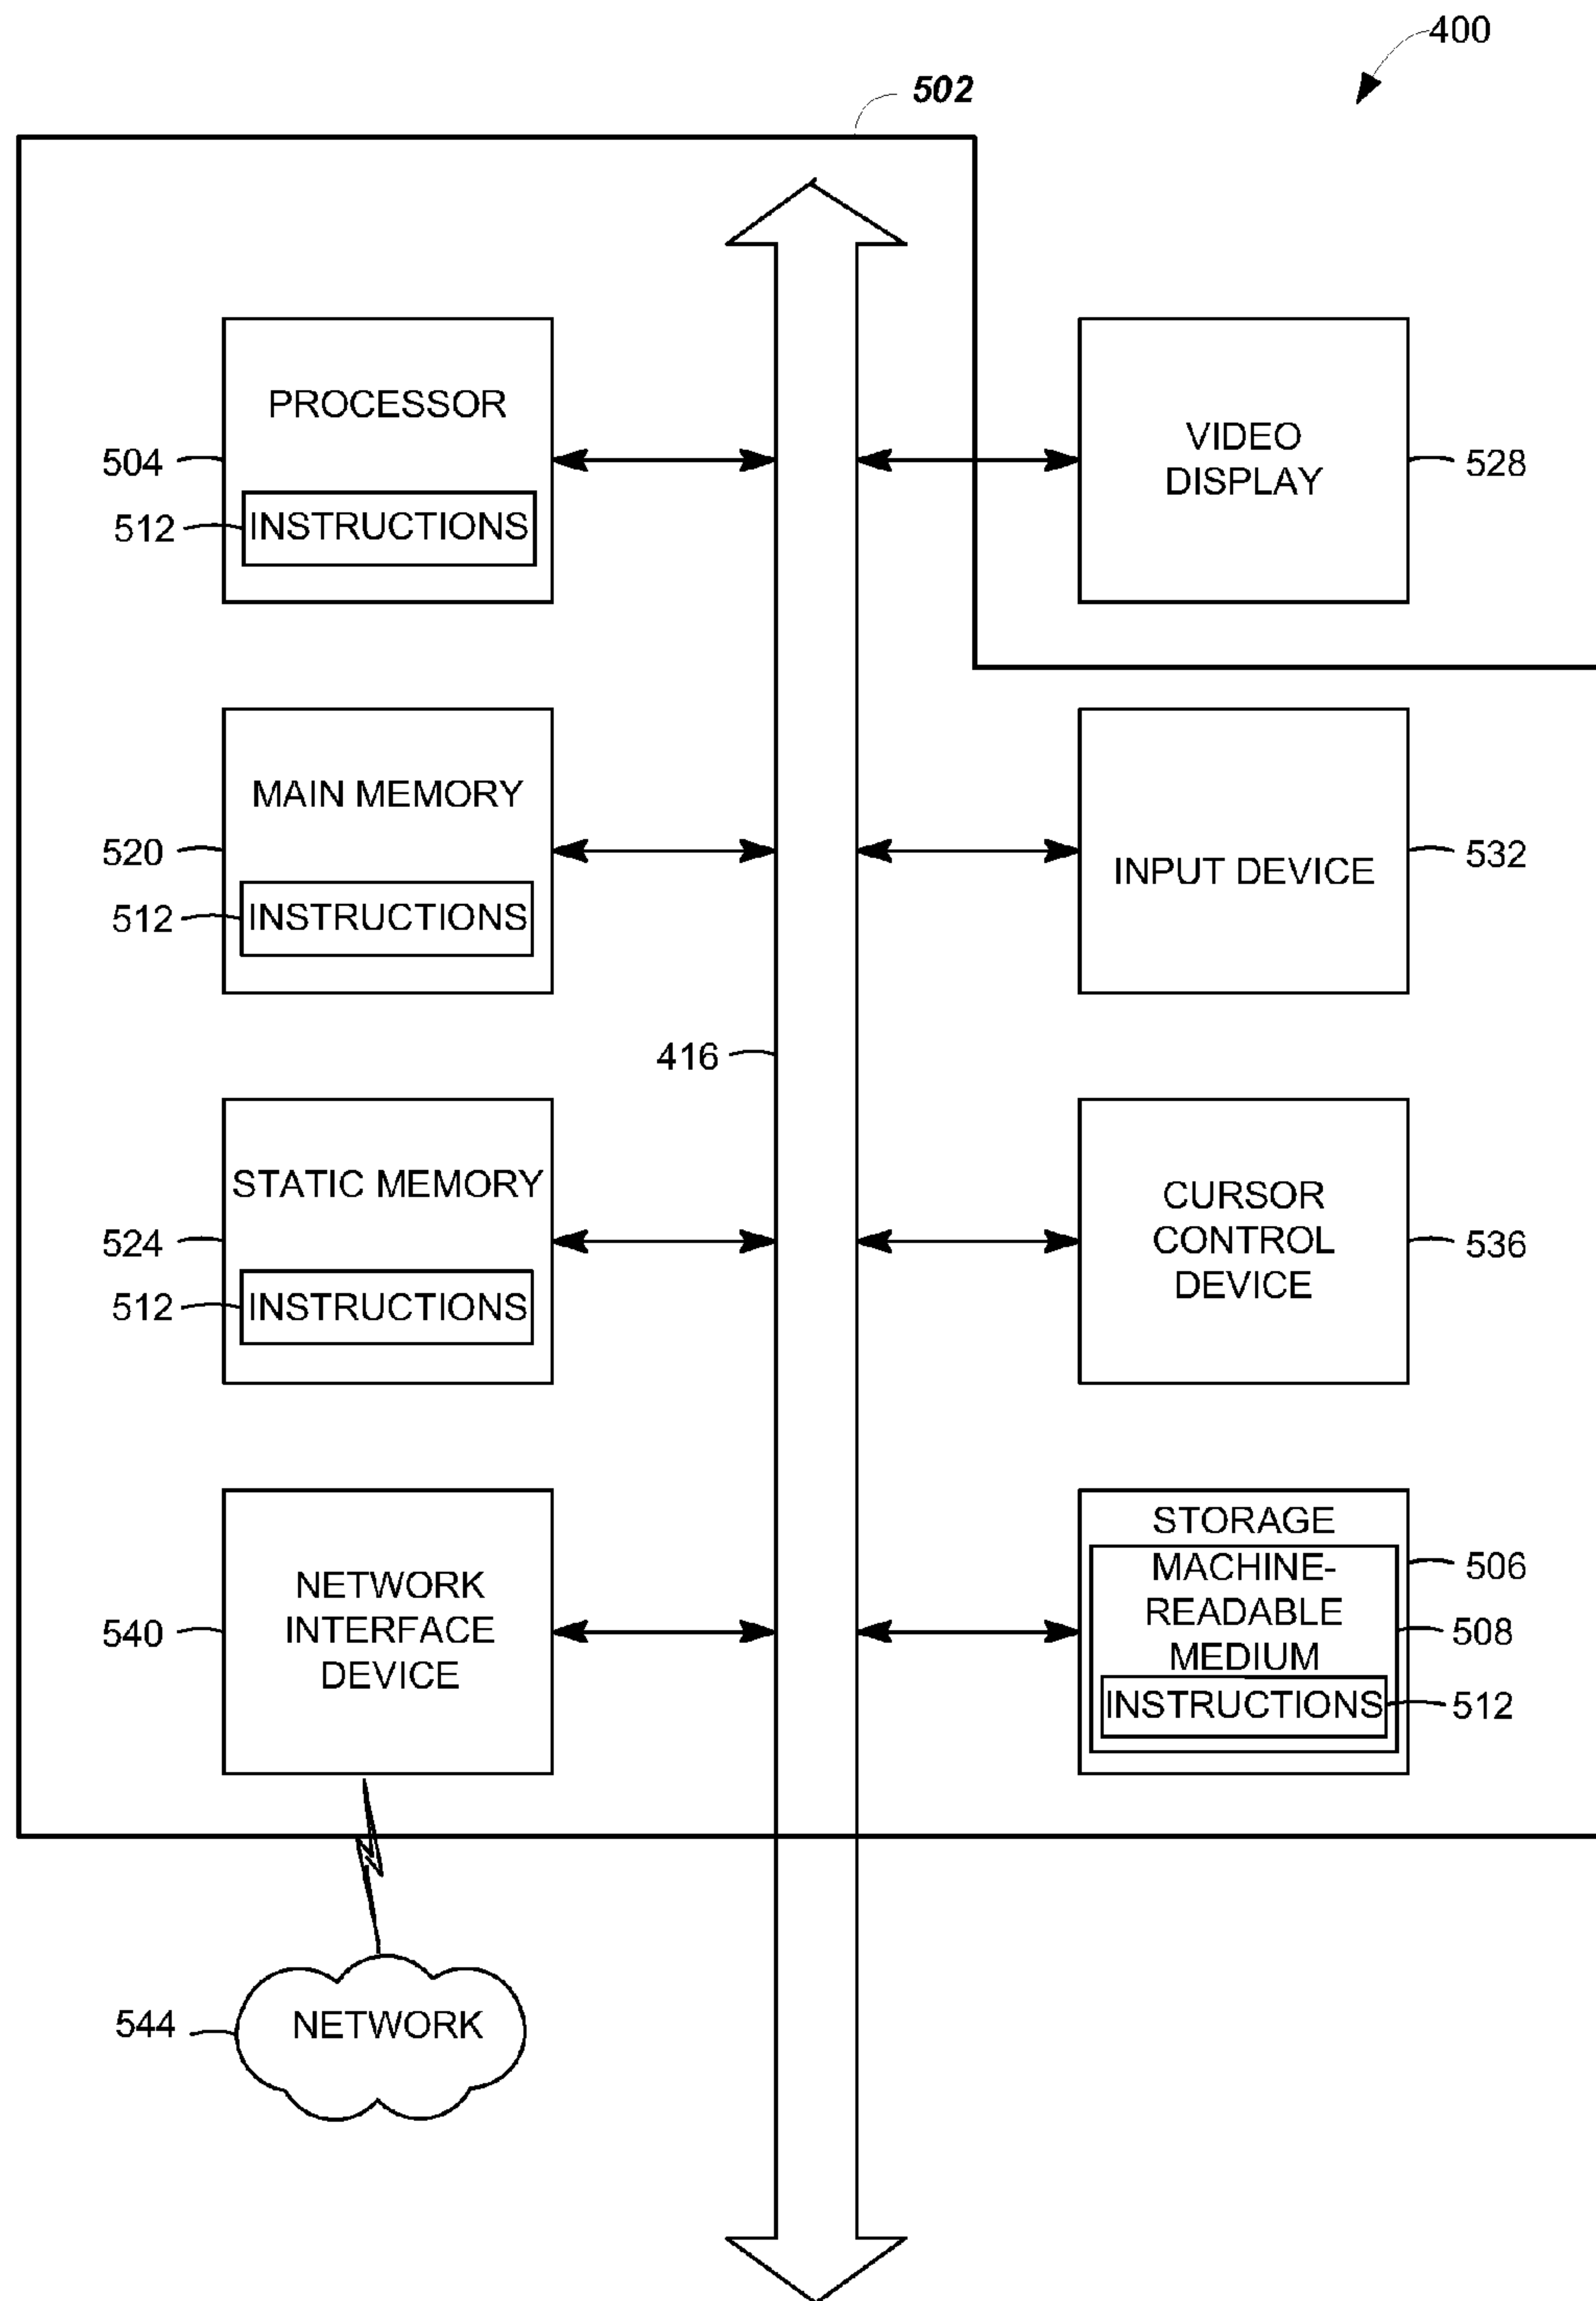 400
502
PROCESSOR
504
512
INSTRUCTIONS
VIDEO
DISPLAY
528
MAIN MEMORY
520
512
INSTRUCTIONS
INPUT DEVICE
532
416
STATIC MEMORY
524
512
INSTRUCTIONS
CURSOR
CONTROL
DEVICE
536
NETWORK
INTERFACE
DEVICE
540
STORAGE
506
MACHINE-
READABLE
MEDIUM
508
INSTRUCTIONS
512
544
NETWORK